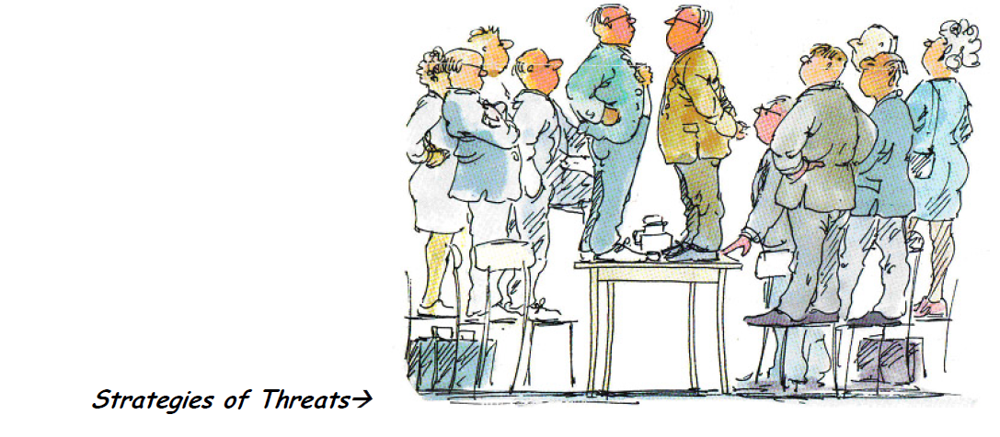 Strategies of Threats→